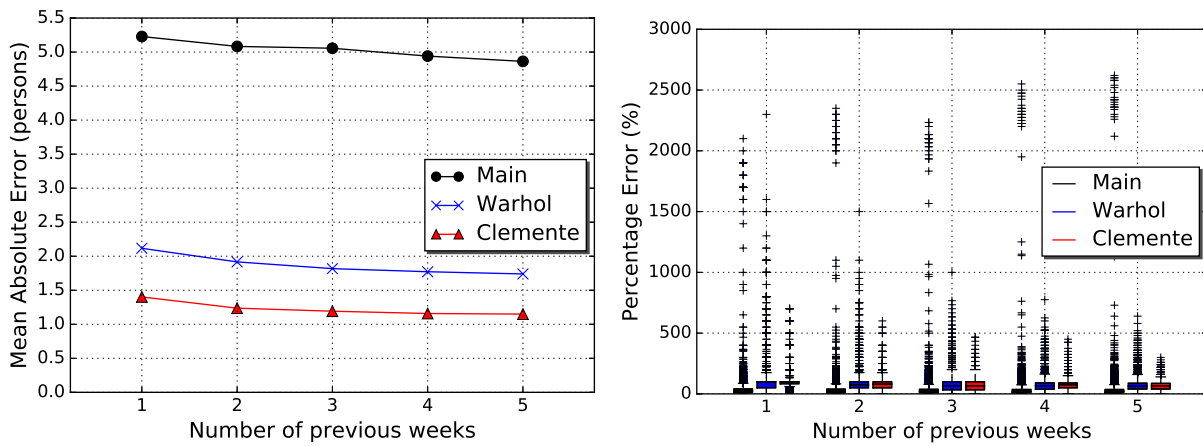 Mean Absolute Error (persons)
5.5
5.0
4.5
4.0
3.5
3.0
2.5
2.0
1.5
1.0
0.5
0.0
Main
Warhol
Clemente
1 2 3 4 5
Number of previous weeks
Percentage Error (%)
3000
2500
2000
1500
1000
500
0
Main
Warhol
Clemente
1 2 3 4 5
Number of previous weeks